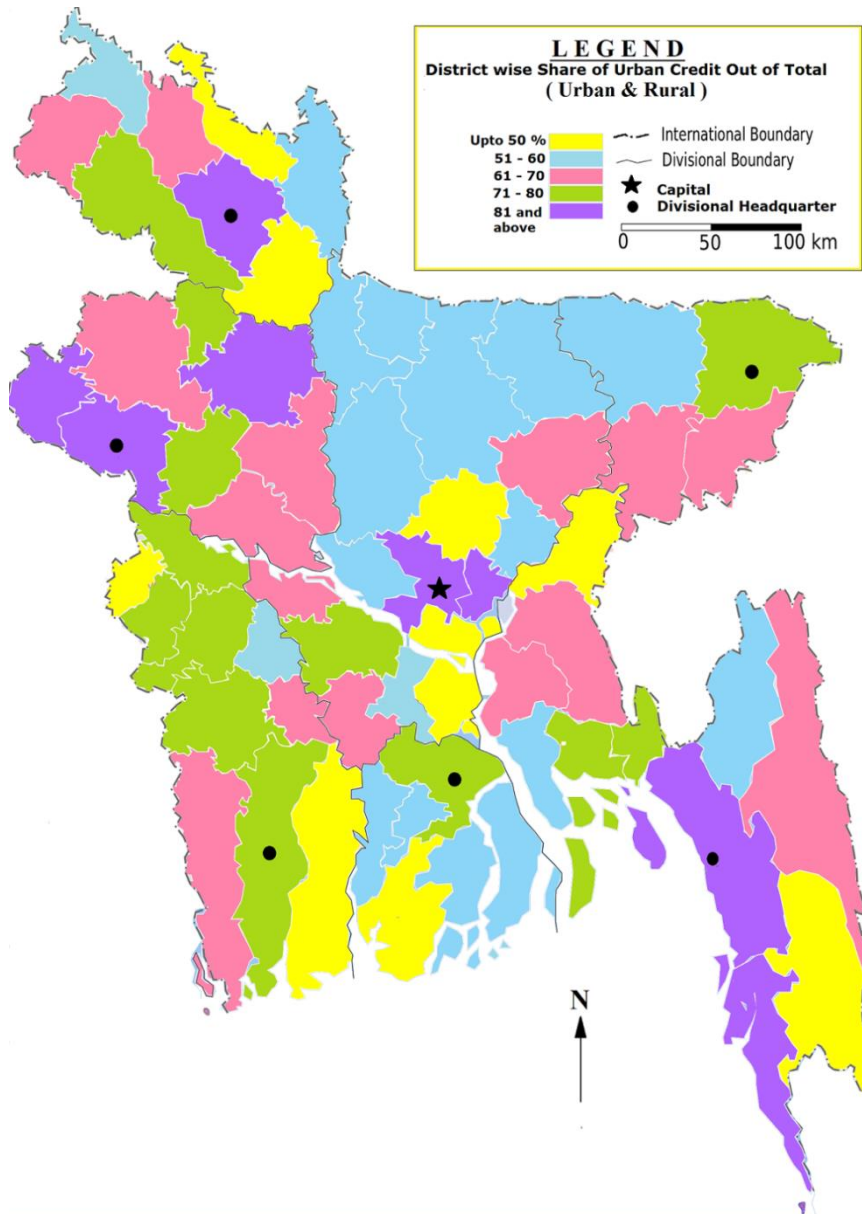 LEGEND
District wise Share of Urban Credit Out of Total
( Urban & Rural )
Upto 50 %
51 - 60
61 - 70
71 - 80
81 and
above
International Boundary
Divisional Boundary
Capital
Divisional Headquarter
0 50 100 km
N